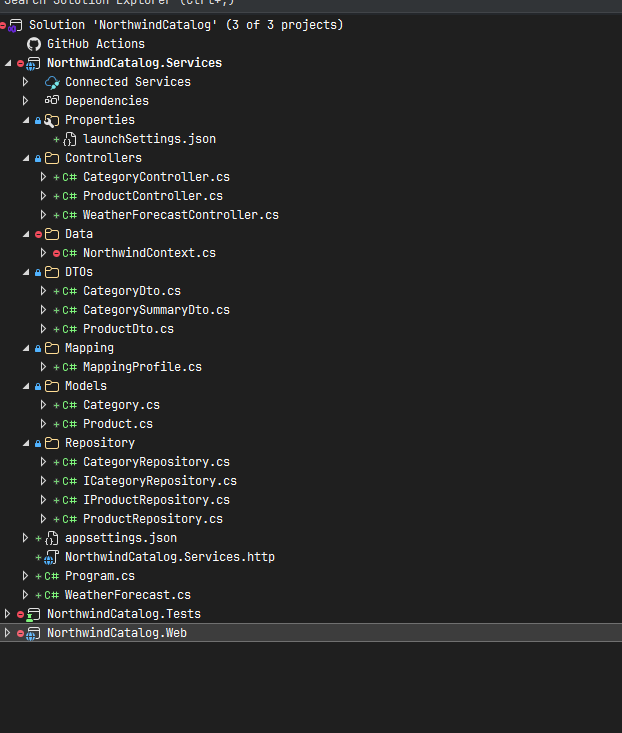 Search Solution Explorer (Ctrl+;)
Solution 'NorthwindCatalog' (3 of 3 projects)
GitHub Actions
NorthwindCatalog.Services
Connected Services
Dependencies
Properties
launchSettings.json
Controllers
C# CategoryController.cs
C# ProductController.cs
C# WeatherForecastController.cs
Data
C# NorthwindContext.cs
DTOs
C# CategoryDto.cs
C# CategorySummaryDto.cs
C# ProductDto.cs
Mapping
C# MappingProfile.cs
Models
C# Category.cs
C# Product.cs
Repository
C# CategoryRepository.cs
C# ICategoryRepository.cs
C# IProductRepository.cs
C# ProductRepository.cs
appsettings.json
NorthwindCatalog.Services.http
C# Program.cs
C# WeatherForecast.cs
NorthwindCatalog.Tests
NorthwindCatalog.Web